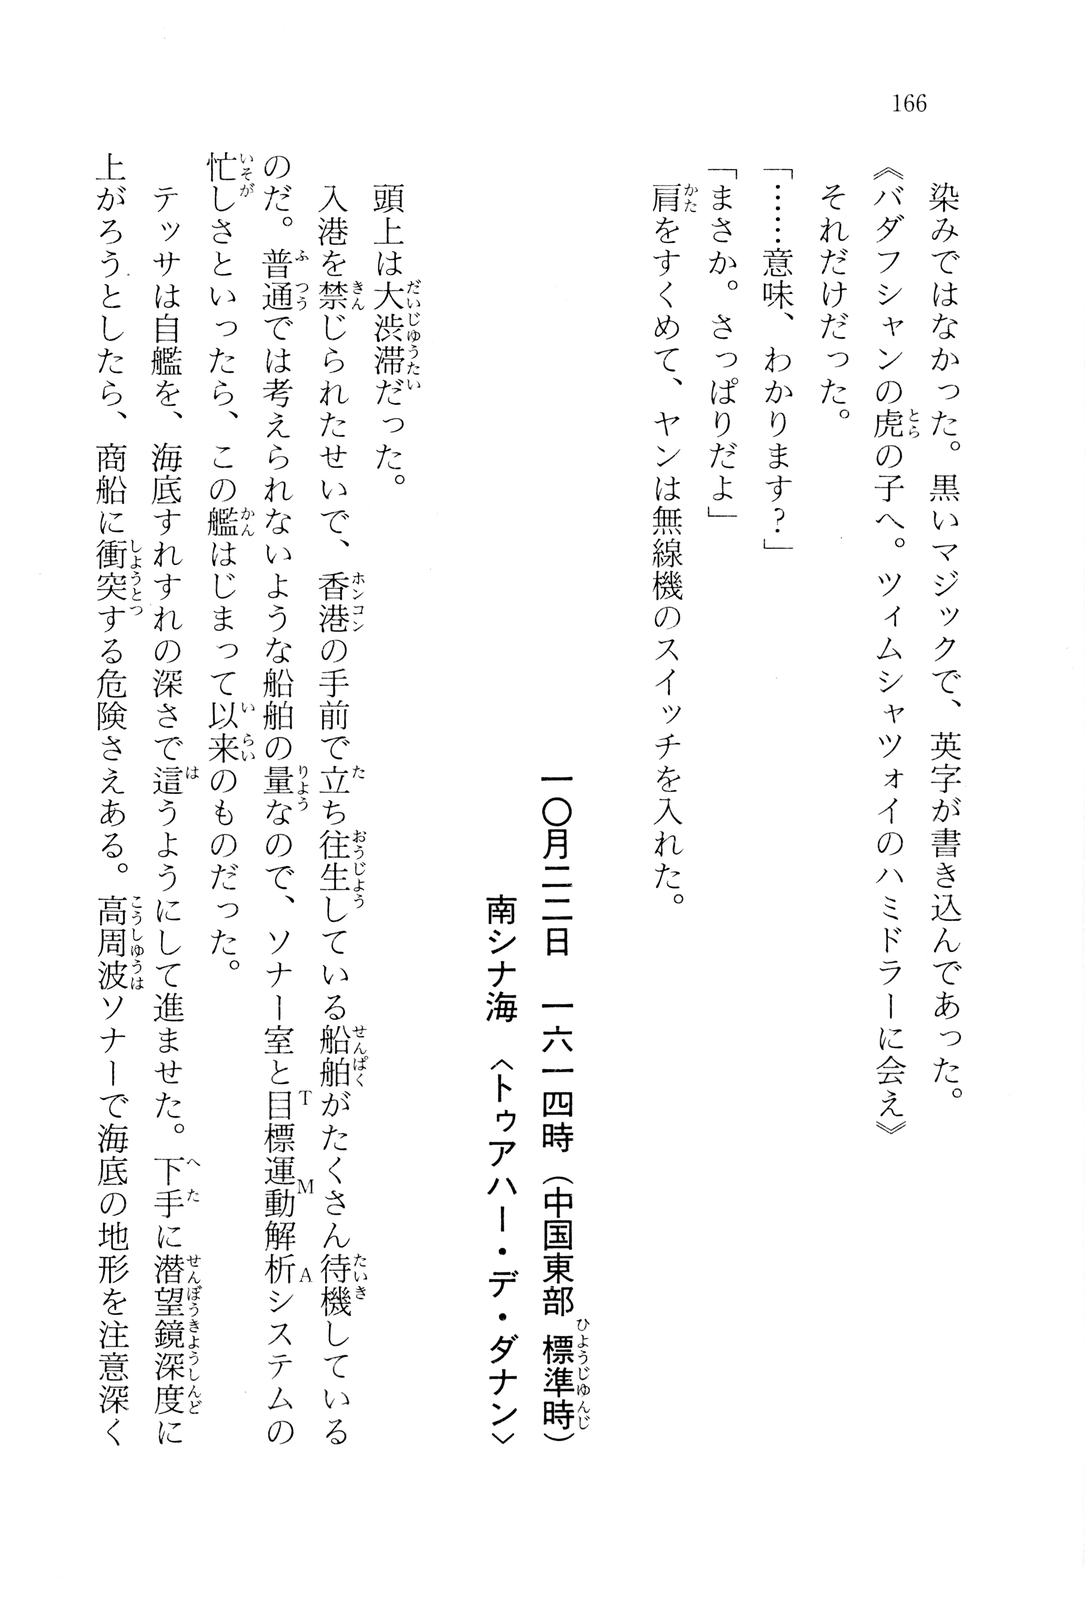 166
染みではなかった。黒いマジックで、英字が書き込んであった。
《バダフシャンの虎の子へ。ツィムシャツォイのハミドラーに会え》
それだけだった。
「……意味、わかります?」
「まさか。さっぱりだよ」
肩をすくめて、ヤンは無線機のスイッチを入れた。
一〇月二二日　一六一四時（中国東部標準時）
南シナ海　〈トゥアハー・デ・ダナン〉
頭上は大渋滞だった。
入港を禁じられたせいで、香港の手前で立ち往生している船舶がたくさん待機している
のだ。普通では考えられないような船舶の量なので、ソナー室と目標運動解析システムの
忙しさといったら、この艦はじまって以来のものだった。
テッサは自艦を、海底すれすれの深さで這うようにして進ませた。下手に潜望鏡深度に
上がろうとしたら、商船に衝突する危険さえある。高周波ソナーで海底の地形を注意深く